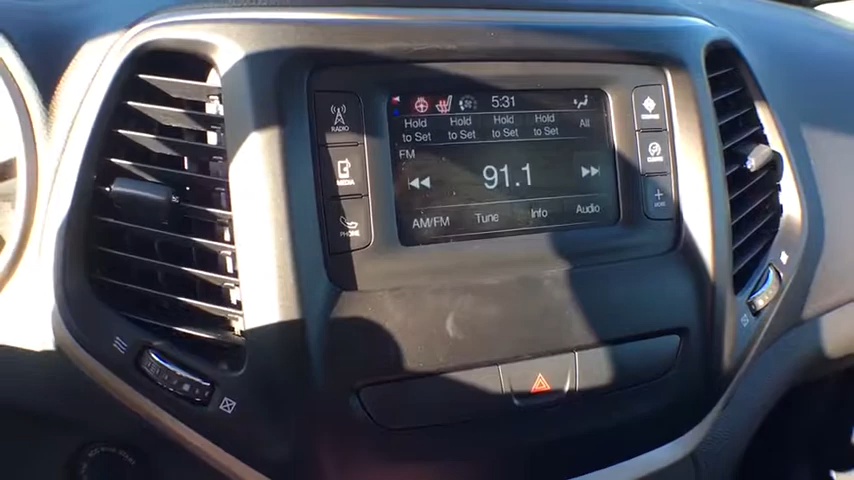 5:31
Hold Hold Hold Hold All
to Set to Set to Set to Set
RADIO
FM
MEDIA
91.1
PHONE
AM/FM Tune Info Audio
MORE